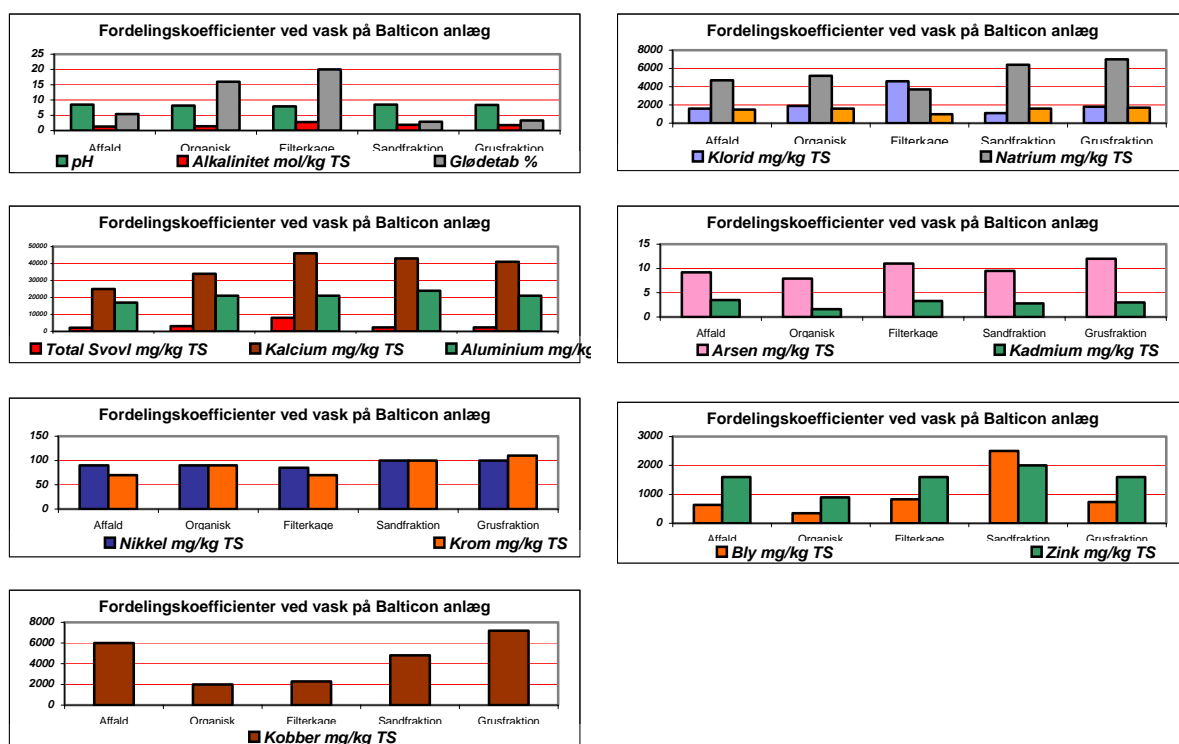 Fordelingskoefficienter ved vask på Balticon anlæg
25
20
15
10
5
0
Affald Organisk Filterkage Sandfraktion Grusfraktion
pH Alkalinitet mol/kg TS Glødetab %
Fordelingskoefficienter ved vask på Balticon anlæg
8000
6000
4000
2000
0
Affald Organisk Filterkage Sandfraktion Grusfraktion
Klorid mg/kg TS Natrium mg/kg TS
Fordelingskoefficienter ved vask på Balticon anlæg
50000
40000
30000
20000
10000
0
Affald Organisk Filterkage Sandfraktion Grusfraktion
Total Svovl mg/kg TS Kalcium mg/kg TS Aluminium mg/kg
Fordelingskoefficienter ved vask på Balticon anlæg
15
10
5
0
Affald Organisk Filterkage Sandfraktion Grusfraktion
Arsen mg/kg TS Kadmium mg/kg TS
Fordelingskoefficienter ved vask på Balticon anlæg
150
100
50
0
Affald Organisk Filterkage Sandfraktion Grusfraktion
Nikkel mg/kg TS Krom mg/kg TS
Fordelingskoefficienter ved vask på Balticon anlæg
3000
2000
1000
0
Affald Organisk Filterkage Sandfraktion Grusfraktion
Bly mg/kg TS Zink mg/kg TS
Fordelingskoefficienter ved vask på Balticon anlæg
8000
6000
4000
2000
0
Affald Organisk Filterkage Sandfraktion Grusfraktion
Kobber mg/kg TS